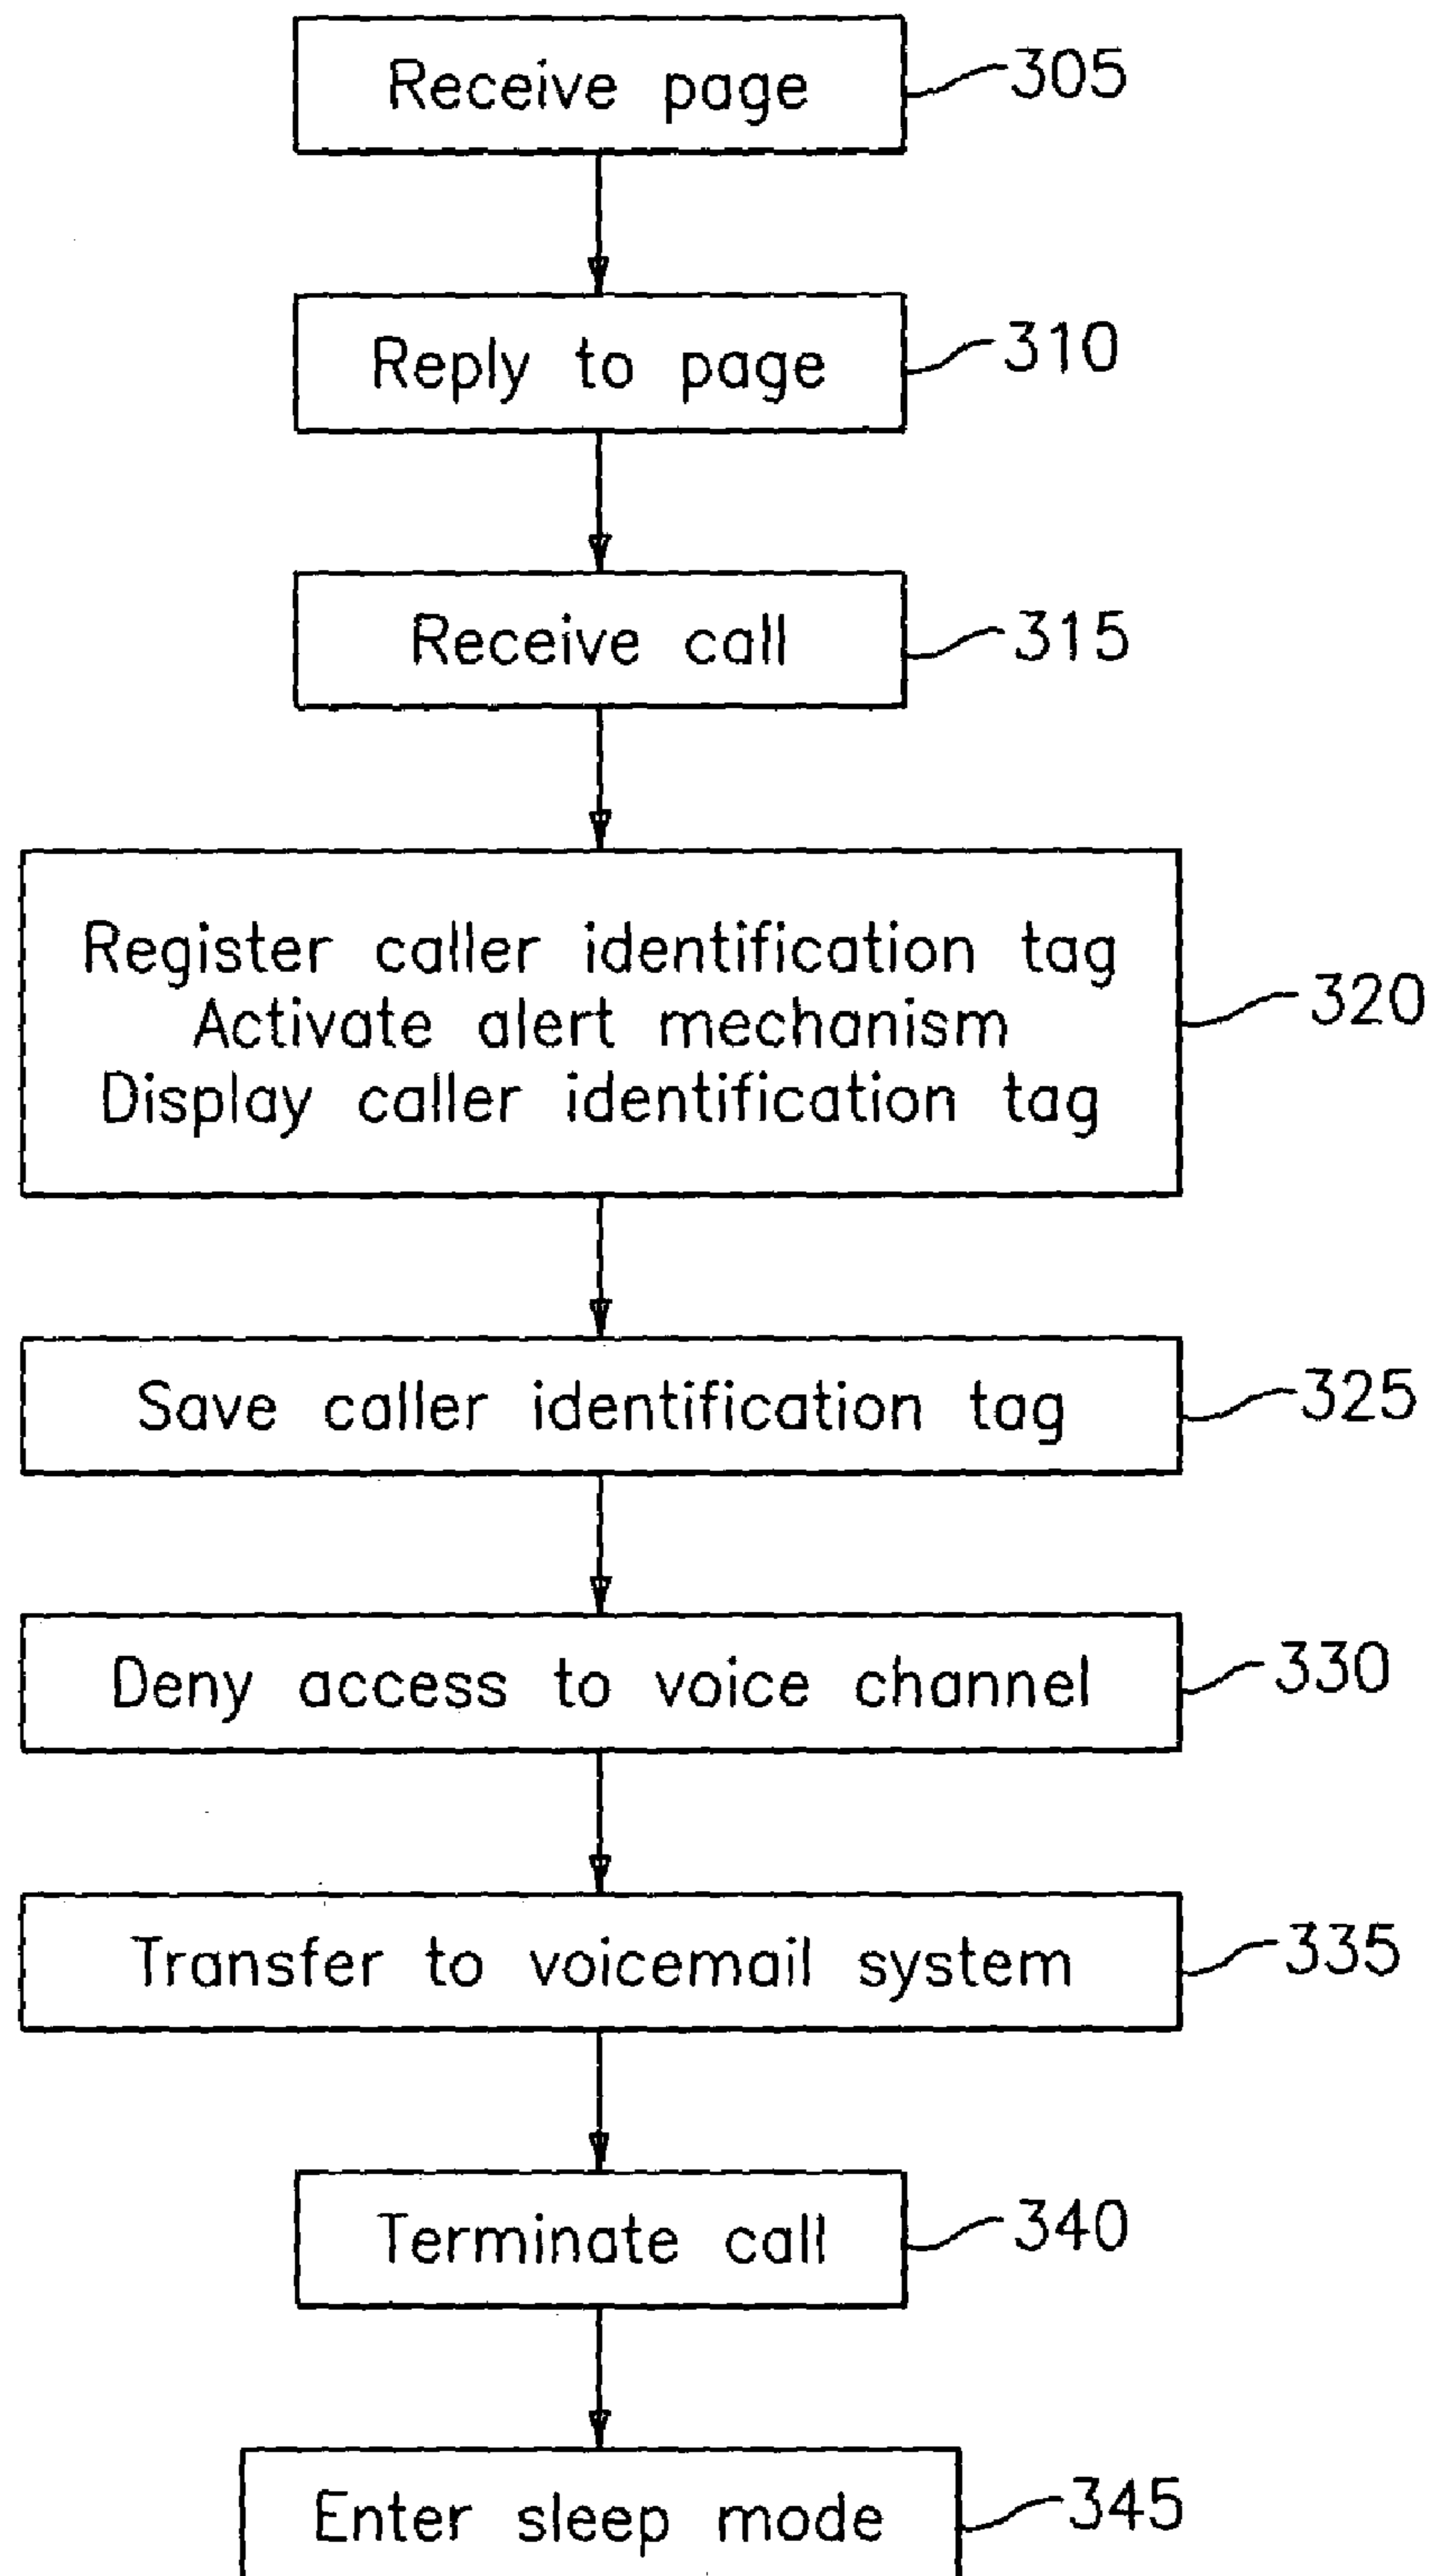 Receive page
305
Reply to page
310
Receive call
315
Register caller identification tag
Activate alert mechanism
Display caller identification tag
320
Save caller identification tag
325
Deny access to voice channel
330
Transfer to voicemail system
335
Terminate call
340
Enter sleep mode
345